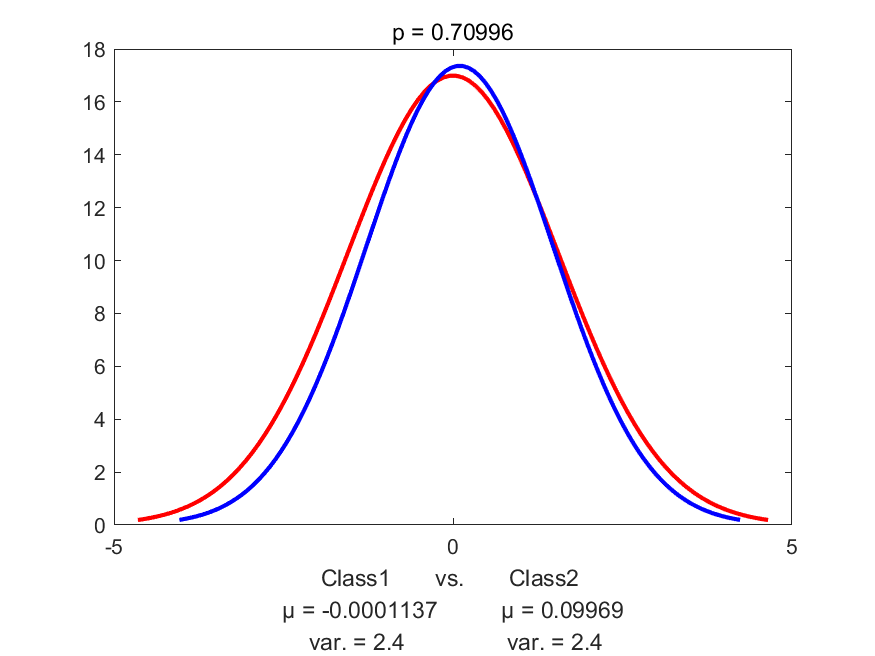 p = 0.70996
18
16
14
12
10
8
6
4
2
0
-5 0 5
Class1 vs. Class2
μ = -0.0001137 μ = 0.09969
var. = 2.4 var. = 2.4